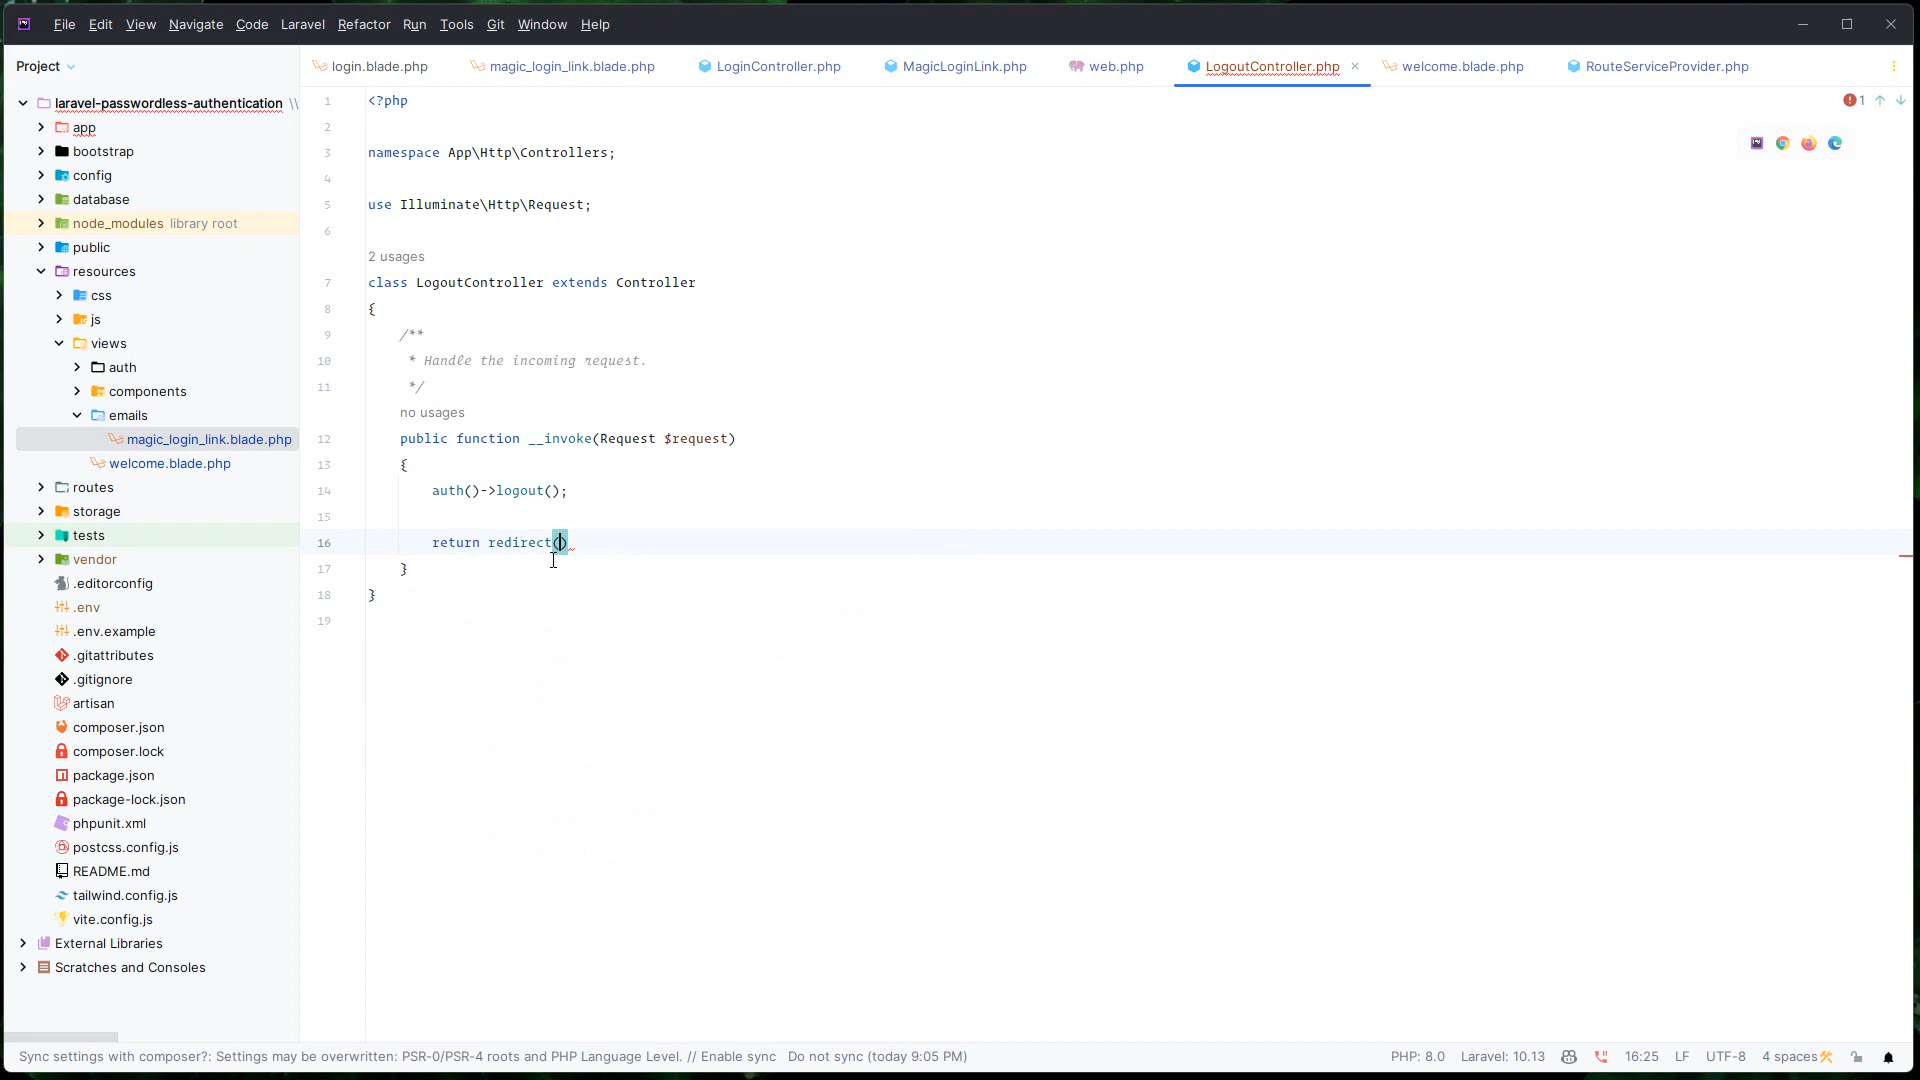 File Edit View Navigate Code Laravel Refactor Run Tools Git Window Help
Project
login.blade.php magic_login_link.blade.php LoginController.php MagicLoginLink.php web.php LogoutController.php welcome.blade.php RouteServiceProvider.php
laravel-passwordless-authentication \\
app
bootstrap
config
database
node_modules library root
public
resources
css
js
views
auth
components
emails
magic_login_link.blade.php
welcome.blade.php
routes
storage
tests
vendor
.editorconfig
.env
.env.example
.gitattributes
.gitignore
artisan
composer.json
composer.lock
package.json
package-lock.json
phpunit.xml
postcss.config.js
README.md
tailwind.config.js
vite.config.js
External Libraries
Scratches and Consoles
1 <?php
2
3 namespace App\Http\Controllers;
4
5 use Illuminate\Http\Request;
6
2 usages
7 class LogoutController extends Controller
8 {
9 /**
10 * Handle the incoming request.
11 */
no usages
12 public function __invoke(Request $request)
13 {
14 auth()->logout();
15
16 return redirect()
17 }
18 }
19
1
Sync settings with composer?: Settings may be overwritten: PSR-0/PSR-4 roots and PHP Language Level. // Enable sync Do not sync (today 9:05 PM)
PHP: 8.0 Laravel: 10.13 16:25 LF UTF-8 4 spaces